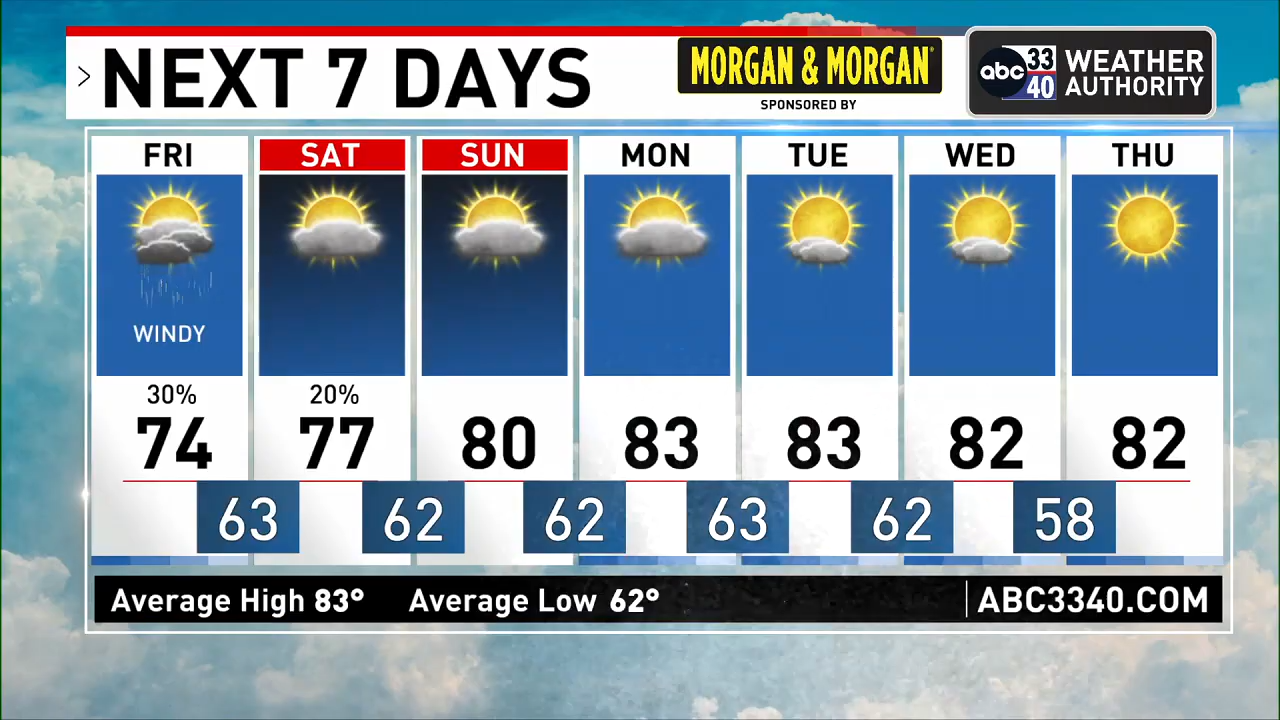 > NEXT 7 DAYS
MORGAN & MORGAN®
SPONSORED BY
abc 33 40
WEATHER
AUTHORITY
FRI SAT SUN MON TUE WED THU
WINDY
30% 20%
74 77 80 83 83 82 82
63 62 62 63 62 58
Average High 83° Average Low 62° ABC3340.COM